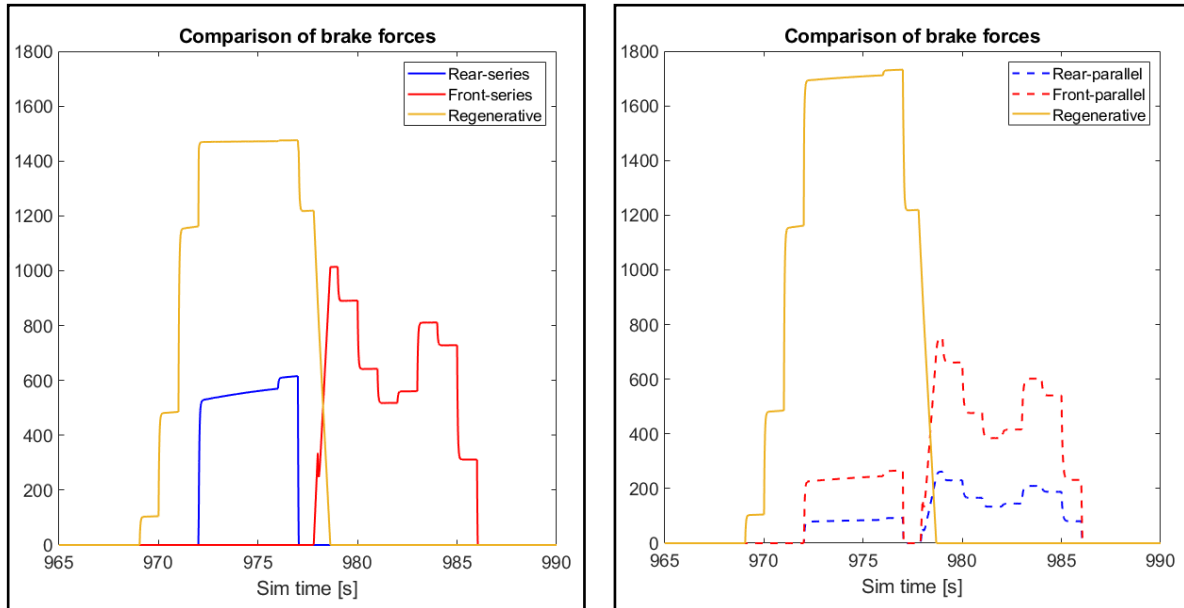 Comparison of brake forces
1800
1600
1400
1200
1000
800
600
400
200
0
Rear-series
Front-series
Regenerative
965 970 975 980 985 990
Sim time [s]
Comparison of brake forces
1800
1600
1400
1200
1000
800
600
400
200
0
Rear-parallel
Front-parallel
Regenerative
965 970 975 980 985 990
Sim time [s]